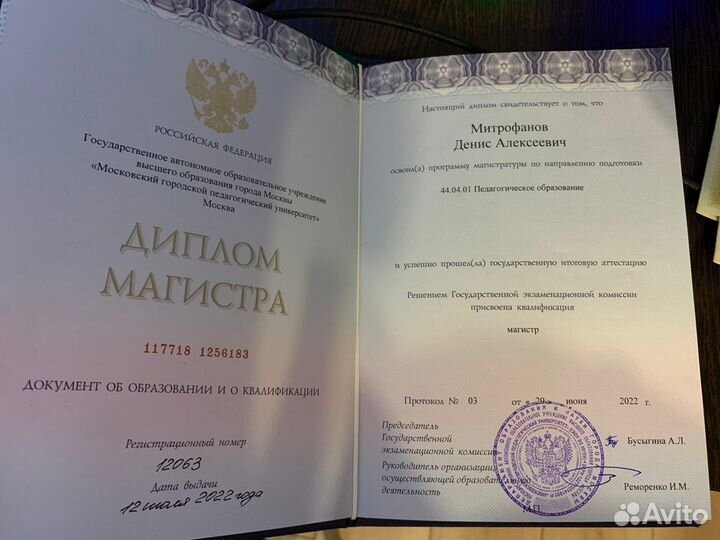 РОССИЙСКАЯ ФЕДЕРАЦИЯ
Государственное автономное образовательное учреждение
высшего образования города Москвы
«Московский городской педагогический университет»
Москва
ДИПЛОМ
МАГИСТРА
117718 1256183
ДОКУМЕНТ ОБ ОБРАЗОВАНИИ И О КВАЛИФИКАЦИИ
Регистрационный номер
12063
Дата выдачи
12 июля 2022 года
Настоящий диплом свидетельствует о том, что
Митрофанов
Денис Алексеевич
освоил(а) программу магистратуры по направлению подготовки
44.04.01 Педагогическое образование
и успешно прошел(ла) государственную итоговую аттестацию
Решением Государственной экзаменационной комиссии
присвоена квалификация
магистр
Протокол № 03 от « 20 » июня 2022 г.
Председатель
Государственной
экзаменационной комиссии
Бусыгина А.Л.
Руководитель организации,
осуществляющей образовательную
деятельность
Реморенко И.М.
М.П.
Avito